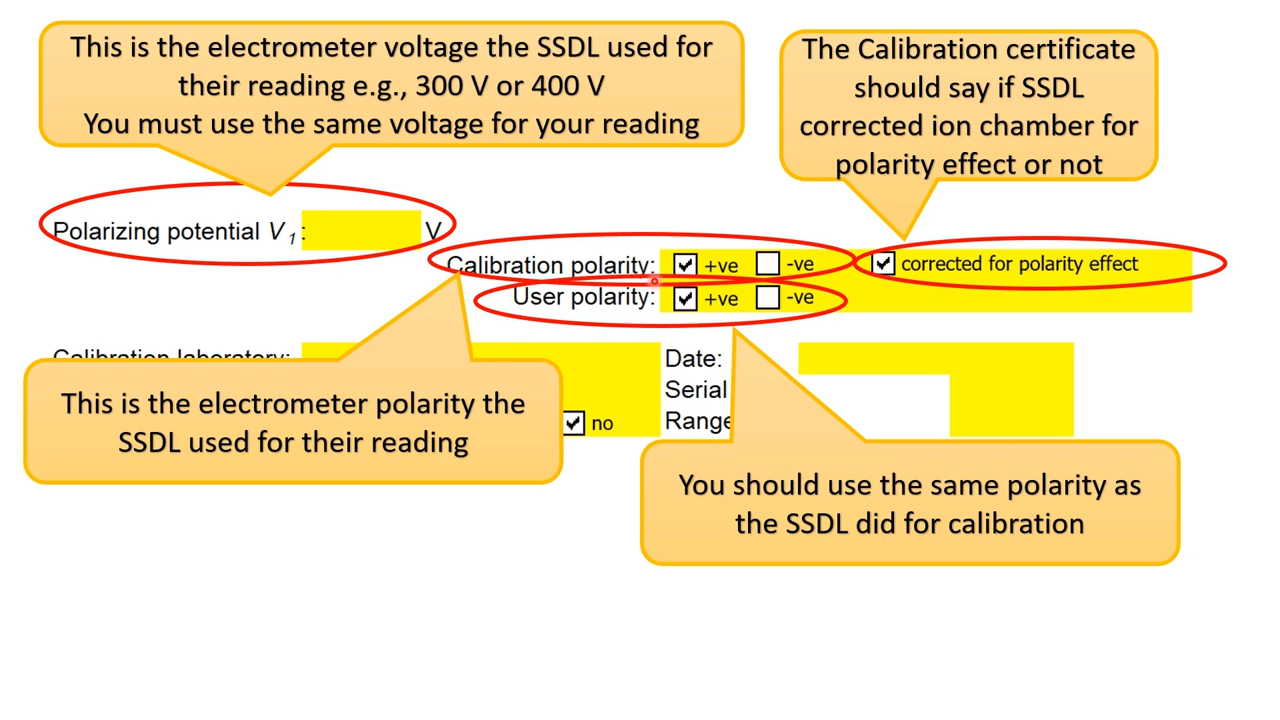 This is the electrometer voltage the SSDL used for
their reading e.g., 300 V or 400 V
You must use the same voltage for your reading
The Calibration certificate
should say if SSDL
corrected ion chamber for
polarity effect or not
Polarizing potential V1: V
Calibration polarity: +ve -ve corrected for polarity effect
User polarity: +ve -ve
Calibration laboratory: Date:
Serial
Range
no
This is the electrometer polarity the
SSDL used for their reading
You should use the same polarity as
the SSDL did for calibration